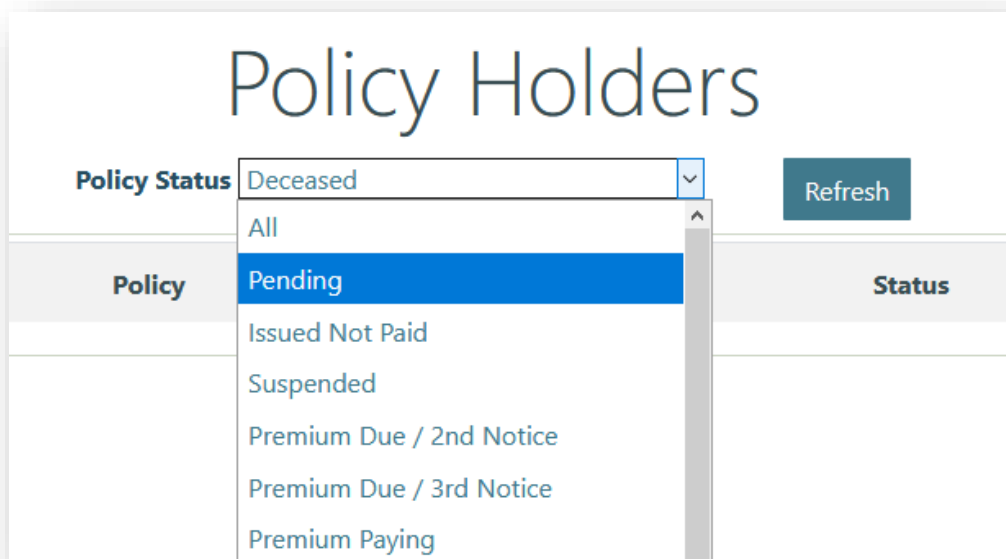 Policy Holders
Policy Status Deceased Refresh
All
Pending
Policy Status
Issued Not Paid
Suspended
Premium Due / 2nd Notice
Premium Due / 3rd Notice
Premium Paying